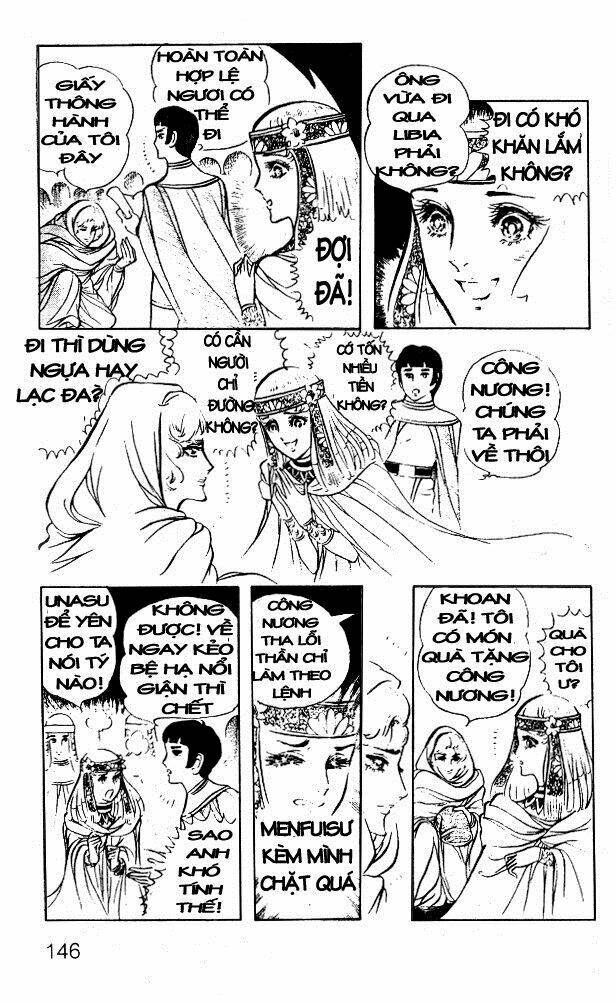 GIẤY
THÔNG
HÀNH
CỦA TÔI
ĐÂY
HOÀN TOÀN
HỢP LỆ
NGƯƠI CÓ
THỂ
ĐI
ĐỢI
ĐÃ!
ÔNG
VỪA ĐI
QUA
LIBIA
PHẢI
KHÔNG?
ĐI CÓ KHÓ
KHĂN LẮM
KHÔNG?
ĐI THÌ DÙNG
NGỰA HAY
LẠC ĐA?
CÓ CẦN
NGƯỜI
CHỈ
ĐƯỜNG
KHÔNG?
CÓ TỐN
NHIỀU
TIỀN
KHÔNG?
CÔNG
NƯƠNG!
CHÚNG
TA PHẢI
VỀ THÔI
UNASU
ĐỂ YÊN
CHO TA
NÓI TÝ
NÀO!
KHÔNG
ĐƯỢC! VỀ
NGAY KẺO
BỆ HẠ NỔI
GIẬN THÌ
CHẾT
SAO
ANH
KHÓ
TÍNH
THẾ!
CÔNG
NƯƠNG
THA LỖI
THẦN CHỈ
LÀM THEO
LỆNH
MENFUISƯ
KÈM MÌNH
CHẶT QUÁ
KHOAN
ĐÃ! TÔI
CÓ MÓN
QUÀ TẶNG
CÔNG
NƯƠNG!
QUÀ
CHO TÔI
Ư?
146